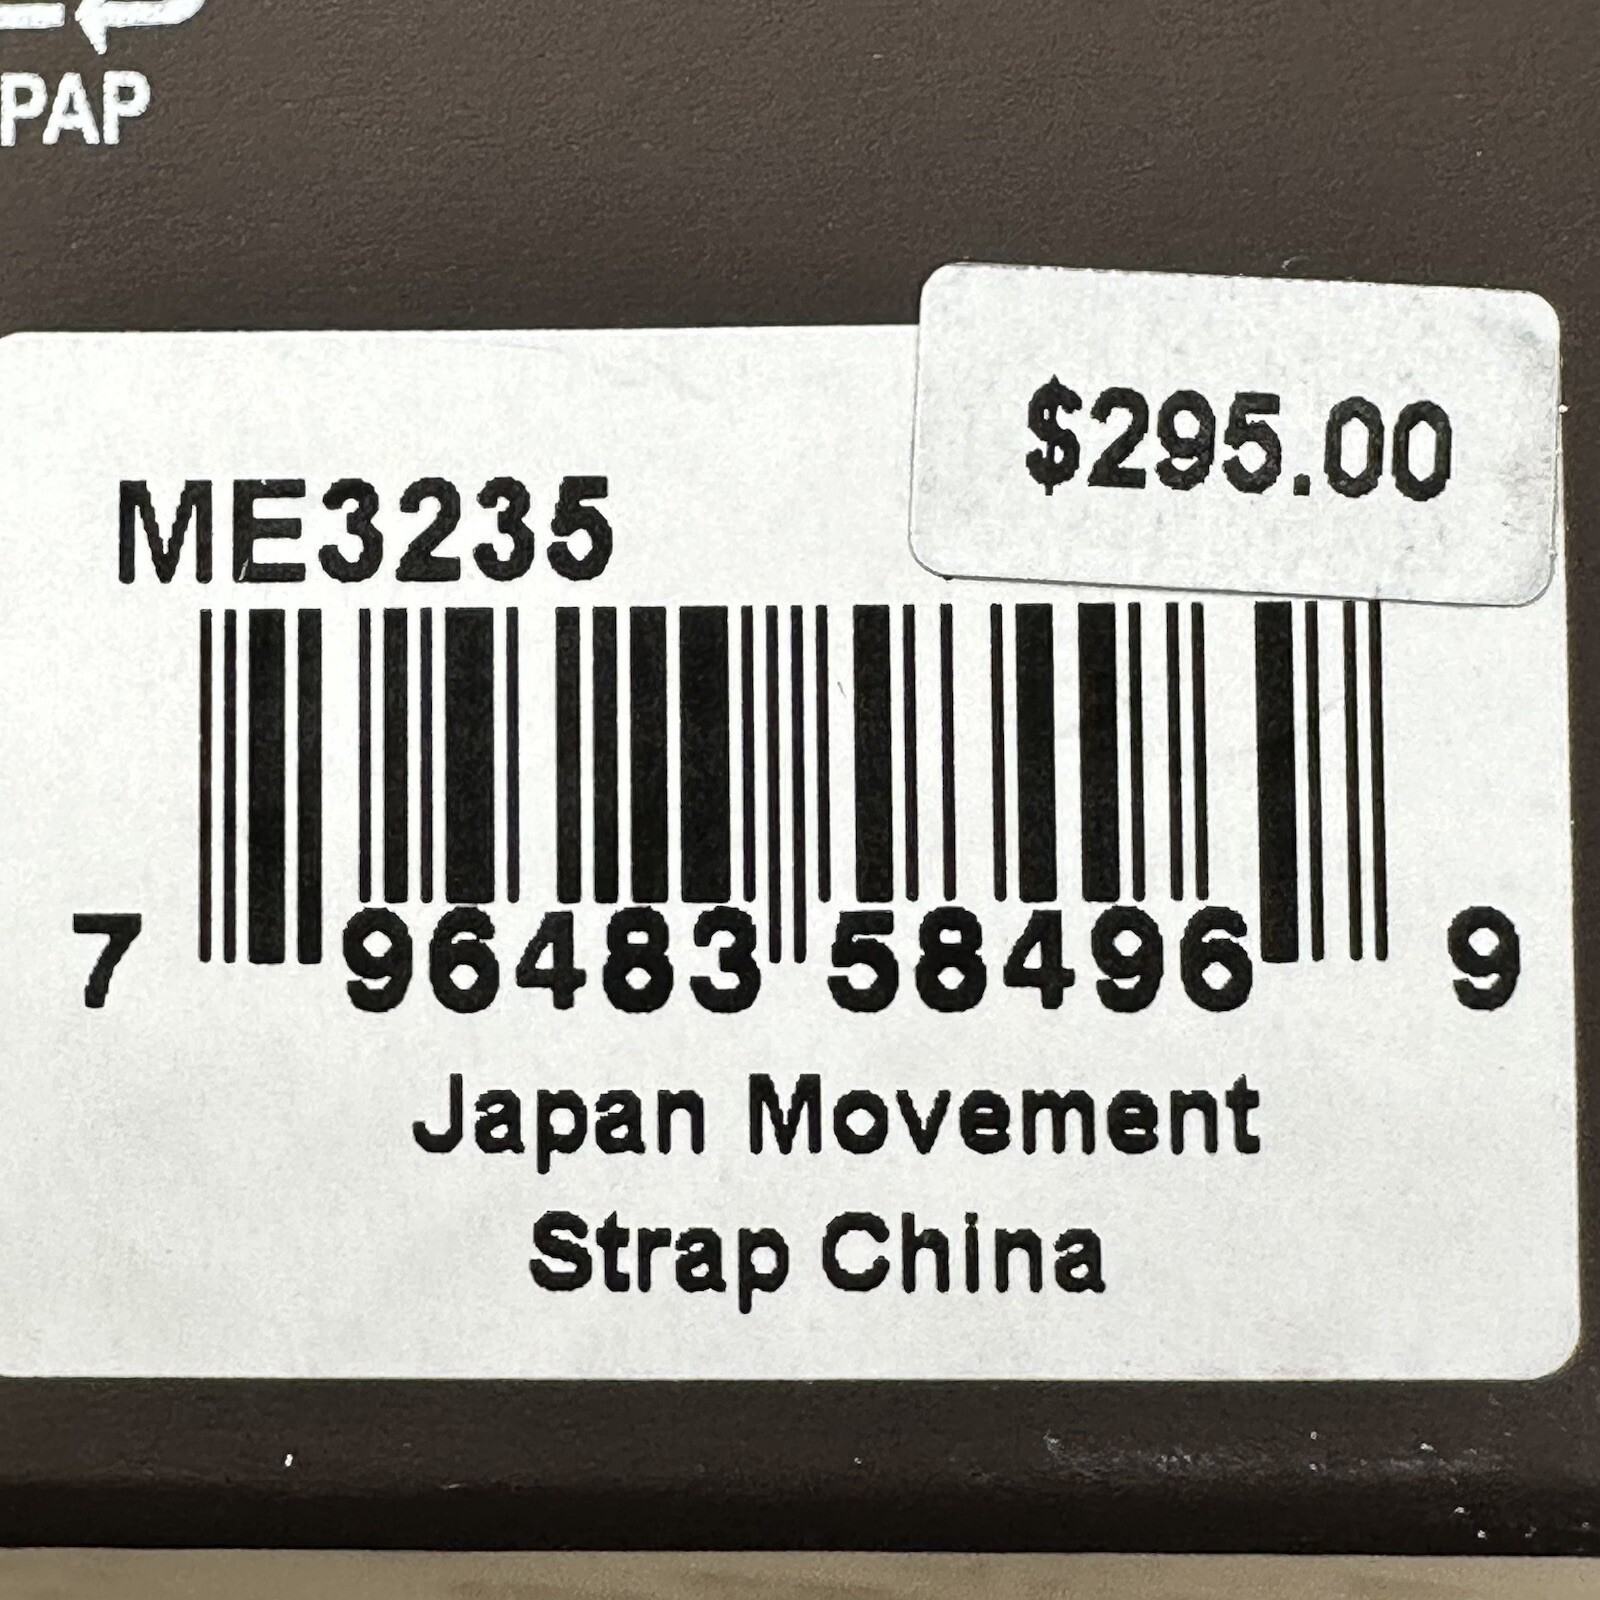 PAP
$295.00
ME3235
7 96483 58496 9
Japan Movement
Strap China